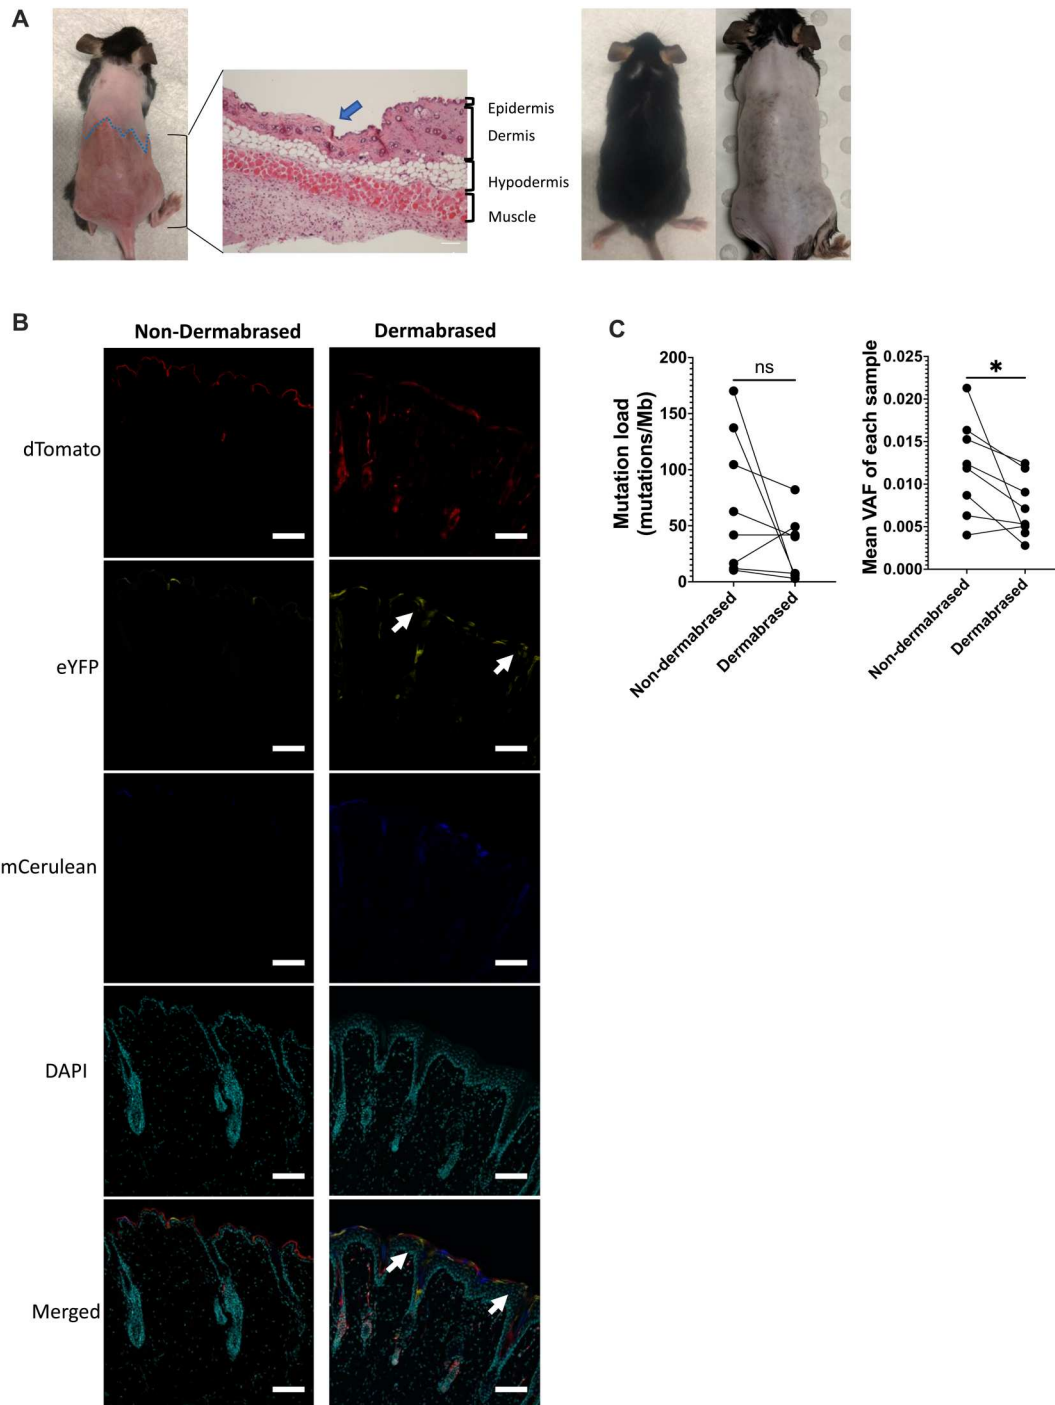 A
Epidermis
Dermis
Hypodermis
Muscle
B
Non-Dermabrased
Dermabrased
dTomato
eYFP
mCerulean
DAPI
Merged
C
Mutation load
(mutations/Mb)
200
150
100
50
0
ns
Non-dermabrased
Dermabrased
Mean VAF of each sample
0.025
0.020
0.015
0.010
0.005
0.000
*
Non-dermabrased
Dermabrased